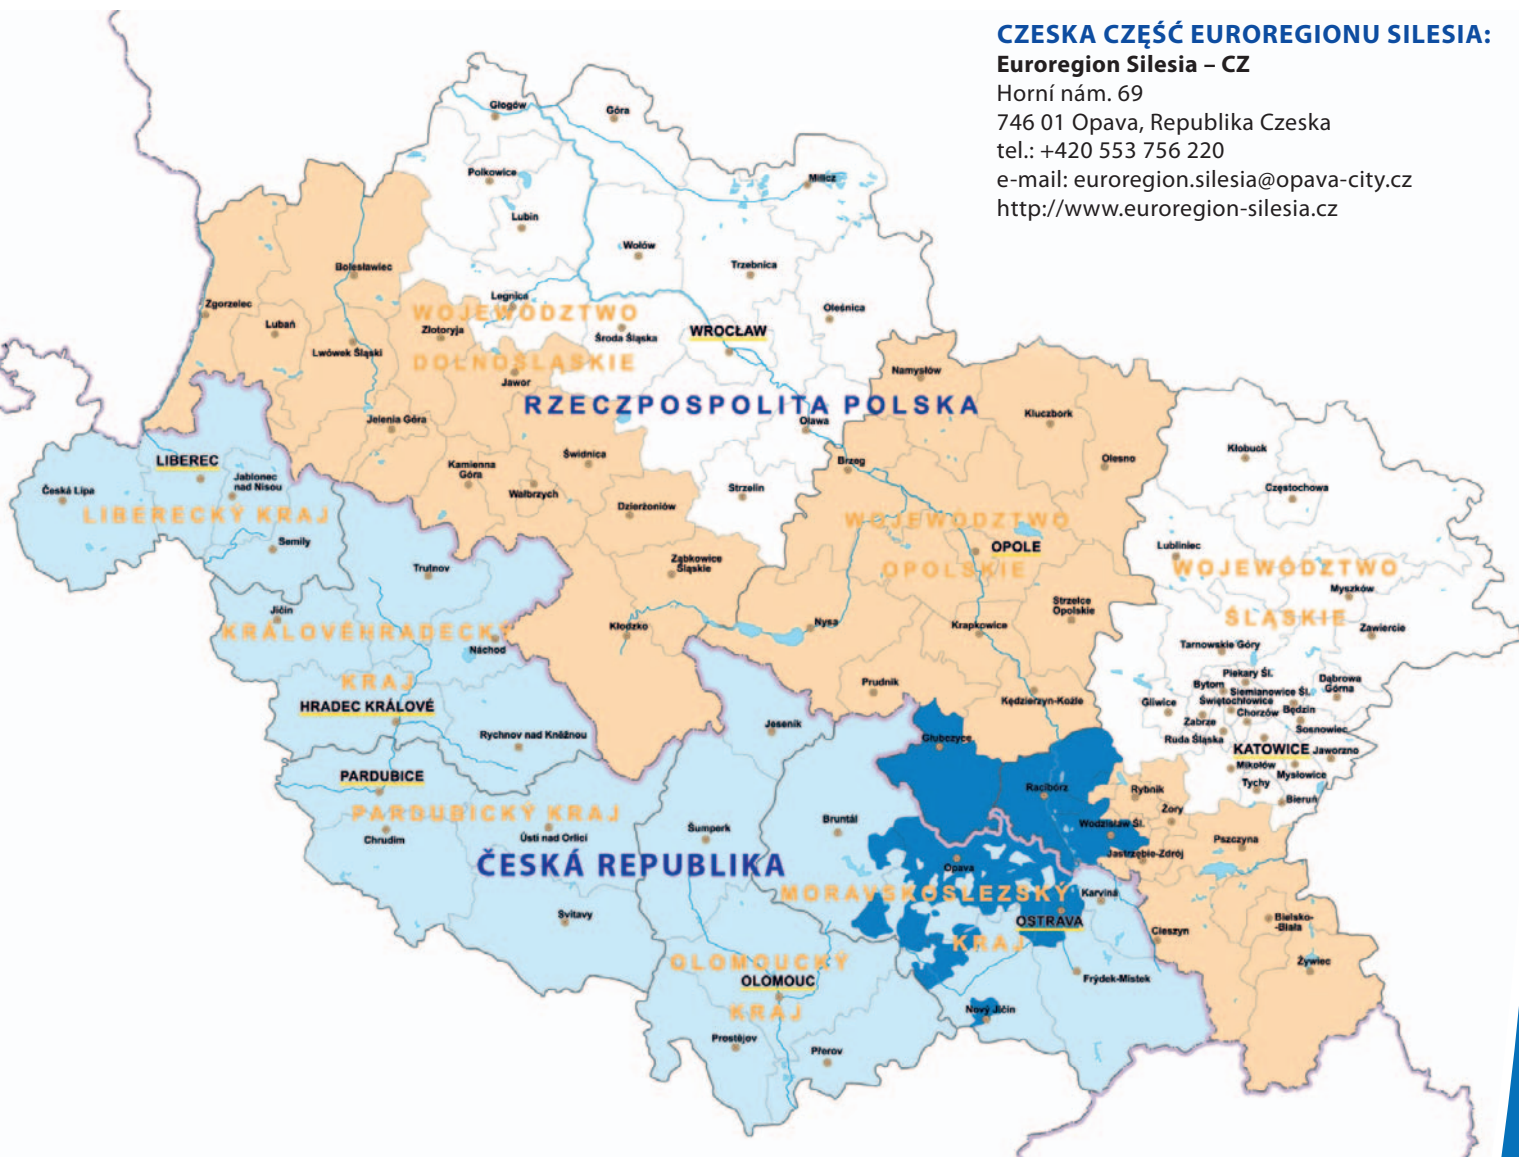 CZESKA CZĘŚĆ EUROREGIONU SILESIA:
Euroregion Silesia – CZ
Horní nám. 69
746 01 Opava, Republika Czeska
tel.: +420 553 756 220
e-mail: euroregion.silesia@opava-city.cz
http://www.euroregion-silesia.cz
Głogów
Góra
Polkowice
Milicz
Lubin
Wołów
Trzebnica
Bolesławiec
Legnica
Zgorzelec
Oleśnica
WOJEWÓDZTWO
Lubań
Złotoryja
Środa Śląska
WROCŁAW
Lwówek Śląski
DOLNOŚLĄSKIE
Jawor
Namysłów
RZECZPOSPOLITA POLSKA
Jelenia Góra
Oława
Kluczbork
Kłobuck
LIBEREC
Kamienna
Góra
Świdnica
Brzeg
Olesno
Jablonec
nad Nisou
Česká Lípa
Wałbrzych
Strzelin
Częstochowa
LIBERECKÝ KRAJ
Dzierżoniów
WOJEWÓDZTWO
Semily
OPOLE
Lubliniec
Trutnov
Ząbkowice
Śląskie
OPOLSKIE
WOJEWÓDZTWO
Myszków
Jičín
Strzelce
Opolskie
ŚLĄSKIE
KRÁLOVÉHRADECKÝ
Kłodzko
Nysa
Krapkowice
Zawiercie
Náchod
Tarnowskie Góry
KRAJ
Prudnik
Piekary Śl.
Dąbrowa
Górna
Bytom
Siemianowice Śl.
HRADEC KRÁLOVÉ
Kędzierzyn-Koźle
Gliwice
Świętochłowice
Chorzów
Będzin
Jeseník
Zabrze
Sosnowiec
Rychnov nad Kněžnou
Głubczyce
Ruda Śląska
KATOWICE
Jaworzno
PARDUBICE
Mikołów
Mysłowice
Tychy
Racibórz
Rybnik
Bieruń
PARDUBICKÝ KRAJ
Żory
Chrudim
Ústí nad Orlicí
Šumperk
Bruntál
Wodzisław Śl.
Pszczyna
ČESKÁ REPUBLIKA
Jastrzębie-Zdrój
Opava
MORAVSKOSLEZSKÝ
Karviná
Svitavy
OSTRAVA
Bielsko-
-Biała
Cieszyn
KRAJ
OLOMOUCKÝ
Żywiec
OLOMOUC
Frýdek-Místek
KRAJ
Nový Jičín
Prostějov
Přerov